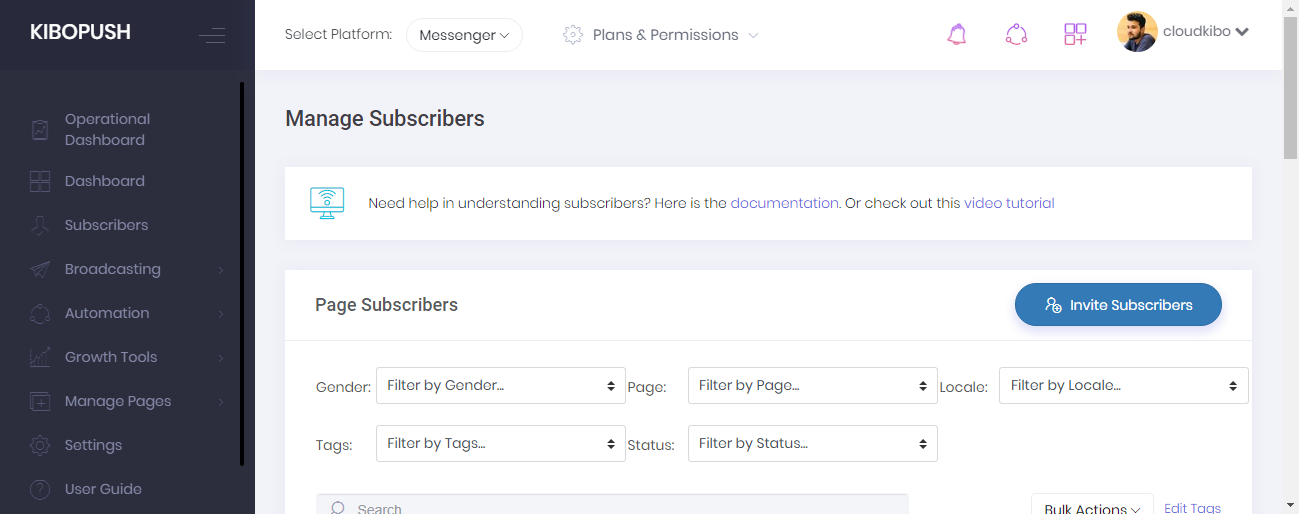 KIBOPUSH
Select Platform: Messenger Plans & Permissions cloudkibo
Operational
Dashboard
Dashboard
Subscribers
Broadcasting
Automation
Growth Tools
Manage Pages
Settings
User Guide
Manage Subscribers
Need help in understanding subscribers? Here is the documentation. Or check out this video tutorial
Page Subscribers Invite Subscribers
Gender: Filter by Gender... Page: Filter by Page... Locale: Filter by Locale...
Tags: Filter by Tags... Status: Filter by Status...
Search Bulk Actions Edit Tags